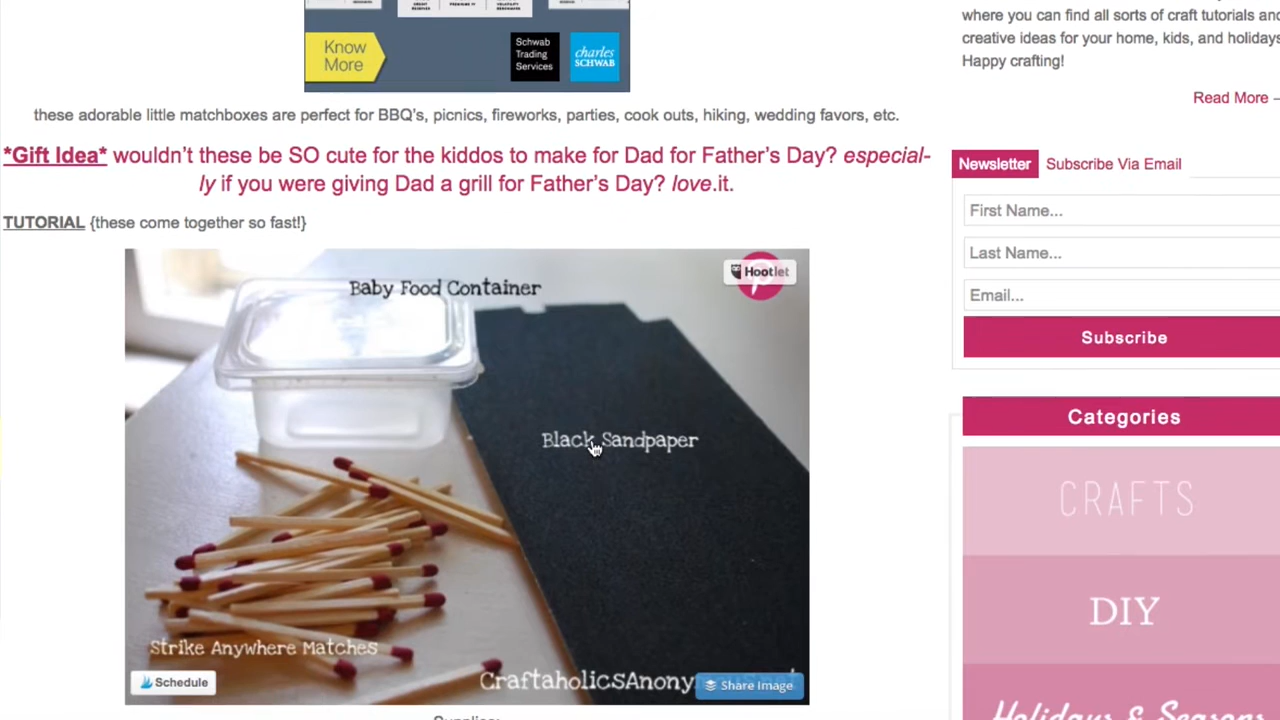 Know
More
Schwab
Trading
Services
charles
SCHWAB
these adorable little matchboxes are perfect for BBQ's, picnics, fireworks, parties, cook outs, hiking, wedding favors, etc.
*Gift Idea* wouldn't these be SO cute for the kiddos to make for Dad for Father's Day? especial-
ly if you were giving Dad a grill for Father's Day? love.it.
TUTORIAL {these come together so fast!}
Baby Food Container
Hootlet
Black Sandpaper
Strike Anywhere Matches
Schedule
CraftaholicsAnony
Share Image
where you can find all sorts of craft tutorials and
creative ideas for your home, kids, and holidays
Happy crafting!
Read More
Newsletter Subscribe Via Email
First Name...
Last Name...
Email...
Subscribe
Categories
CRAFTS
DIY
Holidays & Seasons